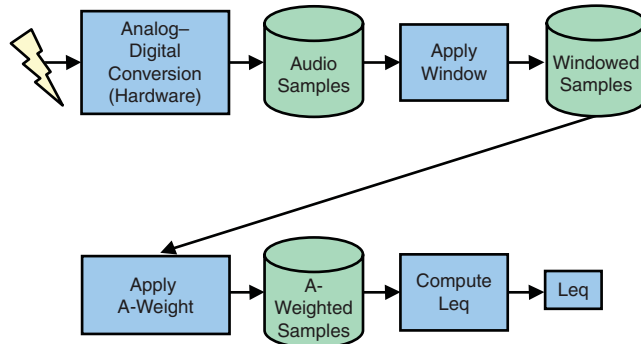 Analog–
Digital
Conversion
(Hardware)
Audio
Samples
Apply
Window
Windowed
Samples
Apply
A-Weight
A-
Weighted
Samples
Compute
Leq
Leq